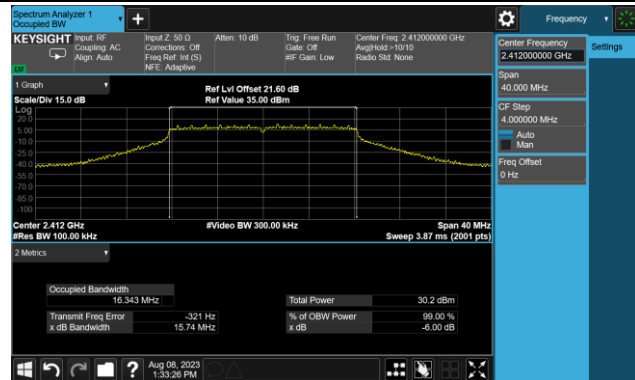 Spectrum Analyzer 1
Occupied BW
Frequency
KEYSIGHT
Input: RF
Coupling: AC
Align: Auto
Input Z: 50 Ω
Corrections: Off
Freq Ref: Int (S)
NFE: Adaptive
Atten: 10 dB
Trig: Free Run
Gate: Off
#IF Gain: Low
Center Freq: 2.412000000 GHz
Avg|Hold:>10/10
Radio Std: None
1 Graph
Scale/Div 15.0 dB
Ref Lvl Offset 21.60 dB
Ref Value 35.00 dBm
Log
20.0
5.00
-10.0
-25.0
-40.0
-55.0
-70.0
-85.0
-100
Center 2.412 GHz
#Res BW 100.00 kHz
#Video BW 300.00 kHz
Span 40 MHz
Sweep 3.87 ms (2001 pts)
2 Metrics
Occupied Bandwidth
16.343 MHz
Total Power 30.2 dBm
Transmit Freq Error -321 Hz
% of OBW Power 99.00 %
x dB Bandwidth 15.74 MHz
x dB -6.00 dB
Center Frequency
2.412000000 GHz
Settings
Span
40.000 MHz
CF Step
4.000000 MHz
Auto
Man
Freq Offset
0 Hz
?
Aug 08, 2023
1:33:26 PM